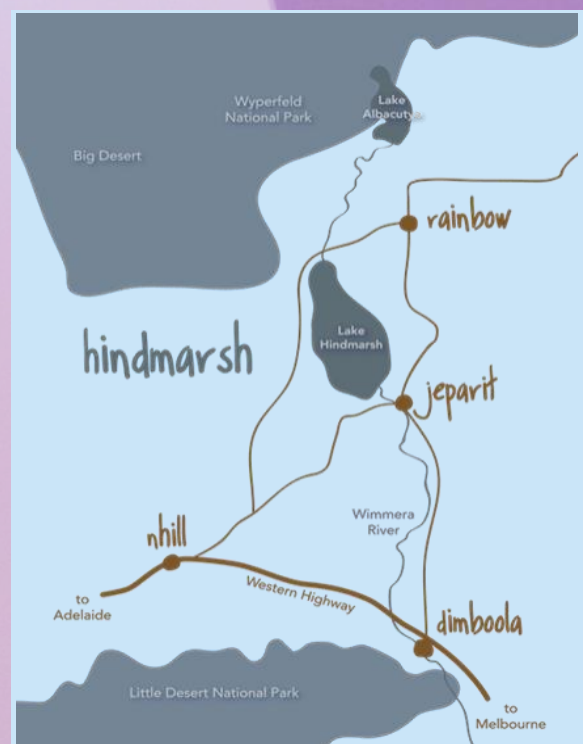 Lake
Albacutya
Wyperfeld
National Park
Big Desert
rainbow
Lake
Hindmarsh
hindmarsh
jeparit
Wimmera
River
nhill
Western Highway
to
Adelaide
dimboola
Little Desert National Park
to
Melbourne